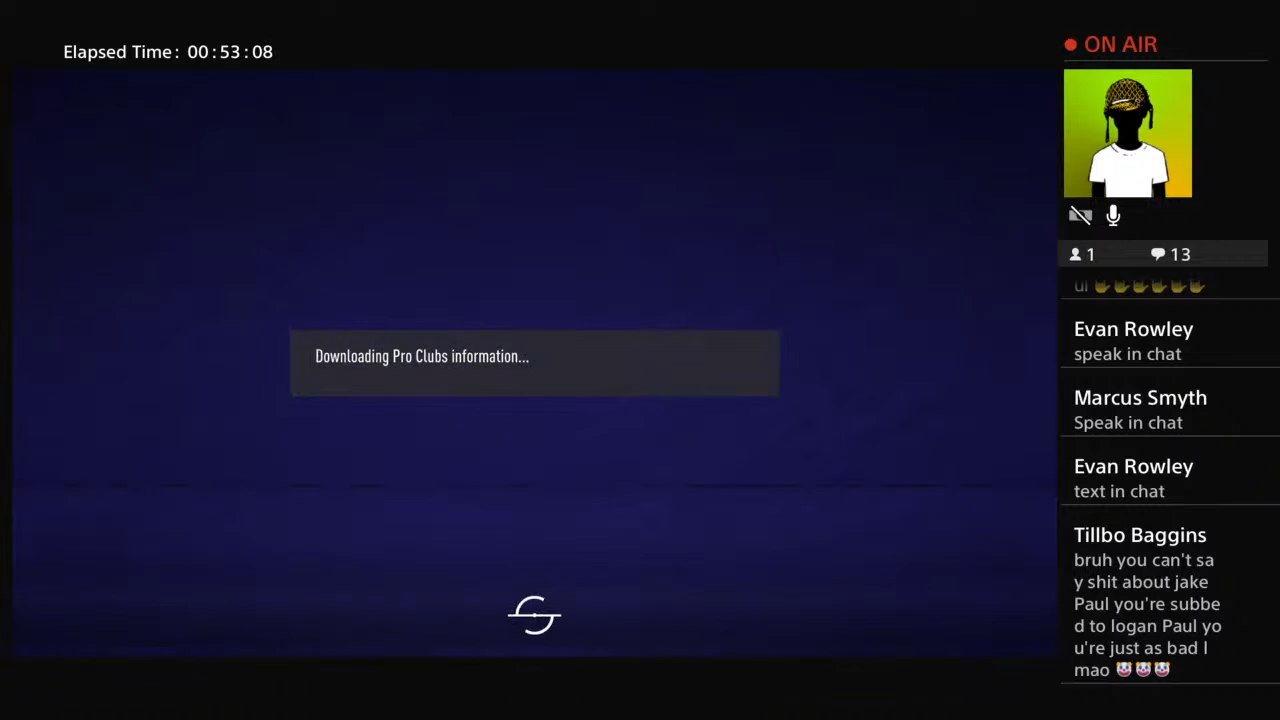 Elapsed Time: 00:53:08
ON AIR
1
13
ul 🤟🤟🤟🤟🤟🤟
Evan Rowley
speak in chat
Marcus Smyth
Speak in chat
Evan Rowley
text in chat
Tillbo Baggins
bruh you can't sa
y shit about jake
Paul you're subbe
d to logan Paul yo
u're just as bad l
mao 🤡🤡🤡
Downloading Pro Clubs information...